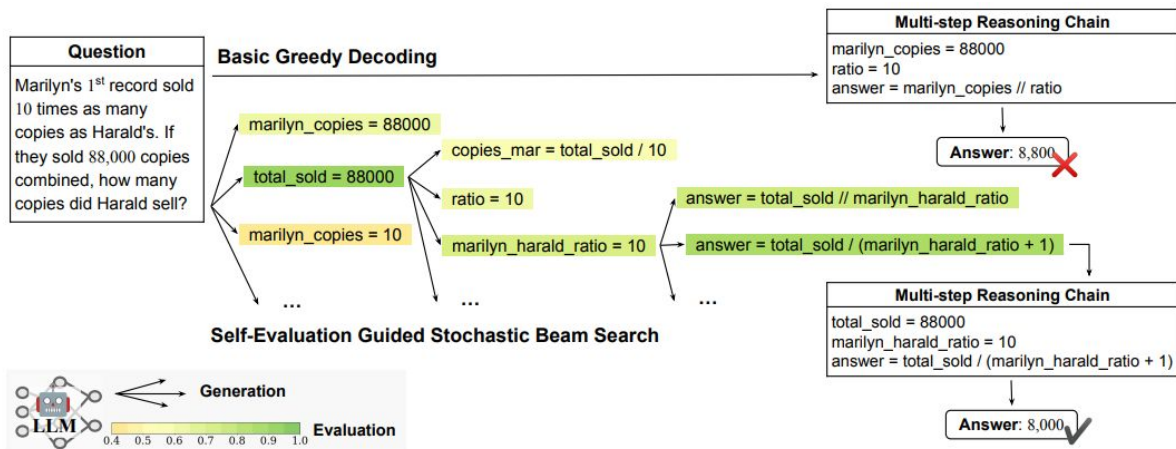 Question
Marilyn's 1st record sold
10 times as many
copies as Harald's. If
they sold 88,000 copies
combined, how many
copies did Harald sell?
Basic Greedy Decoding
Multi-step Reasoning Chain
marilyn_copies = 88000
ratio = 10
answer = marilyn_copies // ratio
Answer: 8,800
marilyn_copies = 88000
total_sold = 88000
marilyn_copies = 10
...
copies_mar = total_sold / 10
ratio = 10
marilyn_harald_ratio = 10
...
answer = total_sold // marilyn_harald_ratio
answer = total_sold / (marilyn_harald_ratio + 1)
...
Self-Evaluation Guided Stochastic Beam Search
Multi-step Reasoning Chain
total_sold = 88000
marilyn_harald_ratio = 10
answer = total_sold / (marilyn_harald_ratio + 1)
Answer: 8,000
LLM
Generation
Evaluation
0.4 0.5 0.6 0.7 0.8 0.9 1.0